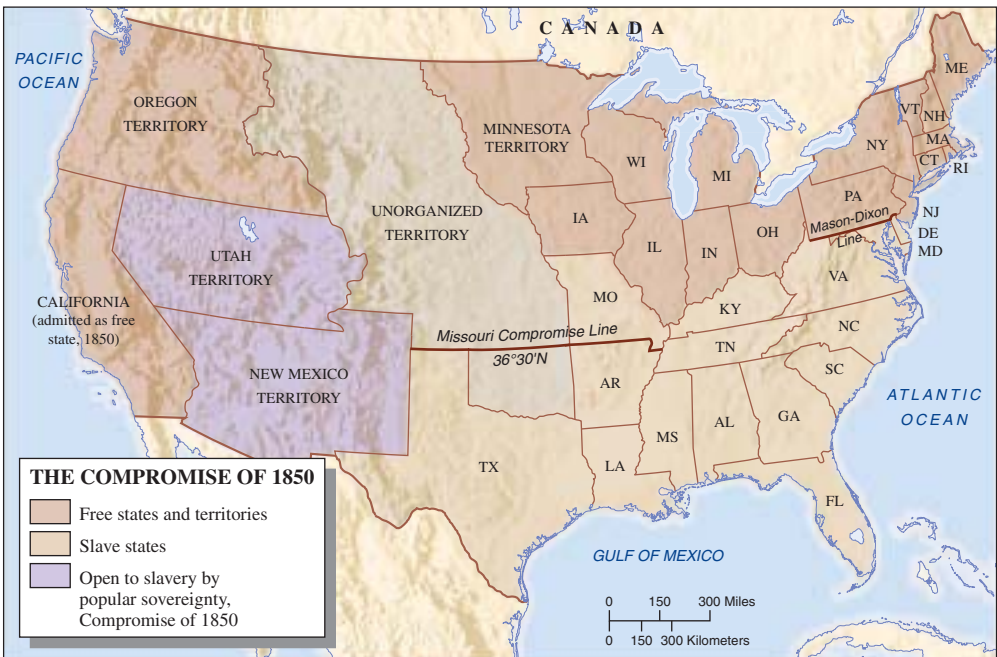 CANADA
PACIFIC
OCEAN
OREGON
TERRITORY
MINNESOTA
TERRITORY
ME
VT
NH
NY
MA
CT
RI
WI
MI
PA
NJ
Mason-Dixon
Line
DE
MD
UNORGANIZED
TERRITORY
IA
IL
IN
OH
UTAH
TERRITORY
VA
CALIFORNIA
(admitted as free
state, 1850)
MO
KY
Missouri Compromise Line
36°30'N
NC
TN
NEW MEXICO
TERRITORY
AR
SC
ATLANTIC
OCEAN
MS
AL
GA
TX
LA
FL
GULF OF MEXICO
THE COMPROMISE OF 1850
Free states and territories
Slave states
Open to slavery by
popular sovereignty,
Compromise of 1850
0 150 300 Miles
0 150 300 Kilometers